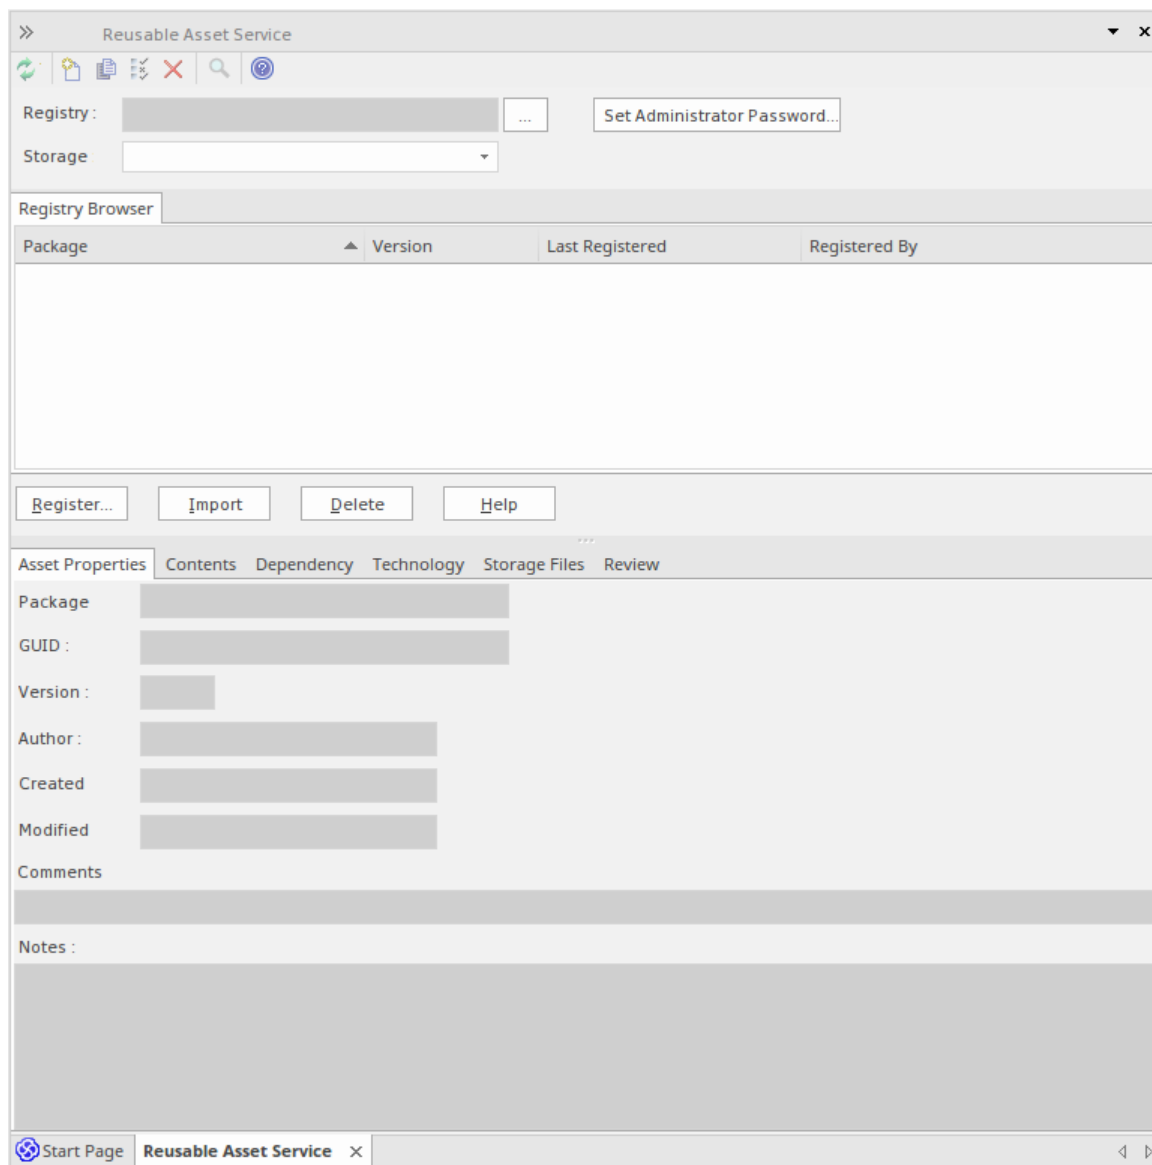 Reusable Asset Service
Registry :
...
Set Administrator Password...
Storage
Registry Browser
Package Version Last Registered Registered By
Register... Import Delete Help
Asset Properties Contents Dependency Technology Storage Files Review
Package
GUID :
Version :
Author :
Created
Modified
Comments
Notes :
Start Page Reusable Asset Service